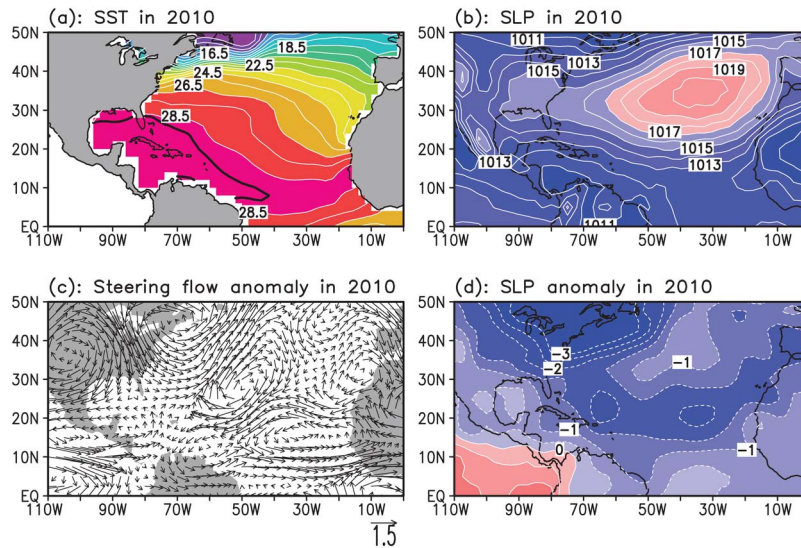 (a): SST in 2010
50N
40N
30N
20N
10N
EQ
16.5
18.5
24.5
22.5
26.5
28.5
28.5
110W
90W
70W
50W
30W
10W
(b): SLP in 2010
50N
40N
30N
20N
10N
EQ
1011
1015
1013
1017
1015
1019
1017
1015
1013
1013
1011
110W
90W
70W
50W
30W
10W
(c): Steering flow anomaly in 2010
50N
40N
30N
20N
10N
EQ
110W
90W
70W
50W
30W
10W
1.5
(d): SLP anomaly in 2010
50N
40N
30N
20N
10N
EQ
−3
−2
−1
−1
−1
−1
0
110W
90W
70W
50W
30W
10W